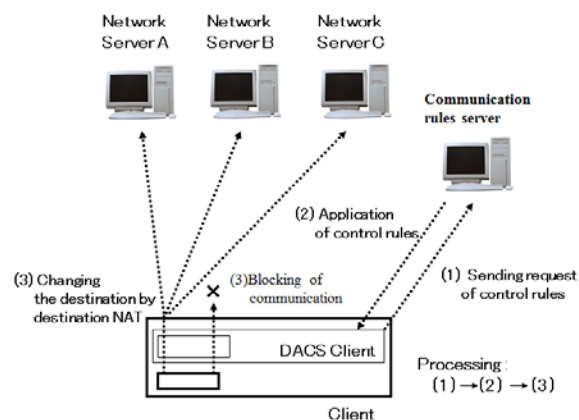 Network
Server A
Network
Server B
Network
Server C
Communication
rules server
(2) Application
of control rules
(1) Sending request
of control rules
(3) Changing
the destination by
destination NAT
(3)Blocking of
communication
DACS Client
Processing :
(1) →(2) →(3)
Client